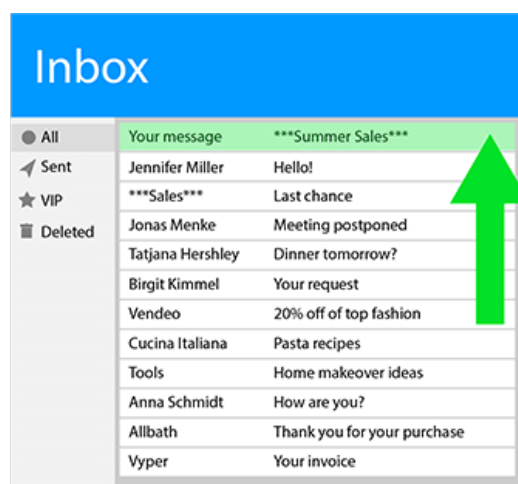 Inbox
All
Sent
VIP
Deleted
Your message ***Summer Sales***
Jennifer Miller Hello!
***Sales*** Last chance
Jonas Menke Meeting postponed
Tatjana Hershley Dinner tomorrow?
Birgit Kimmel Your request
Vendeo 20% off of top fashion
Cucina Italiana Pasta recipes
Tools Home makeover ideas
Anna Schmidt How are you?
Allbath Thank you for your purchase
Vyper Your invoice